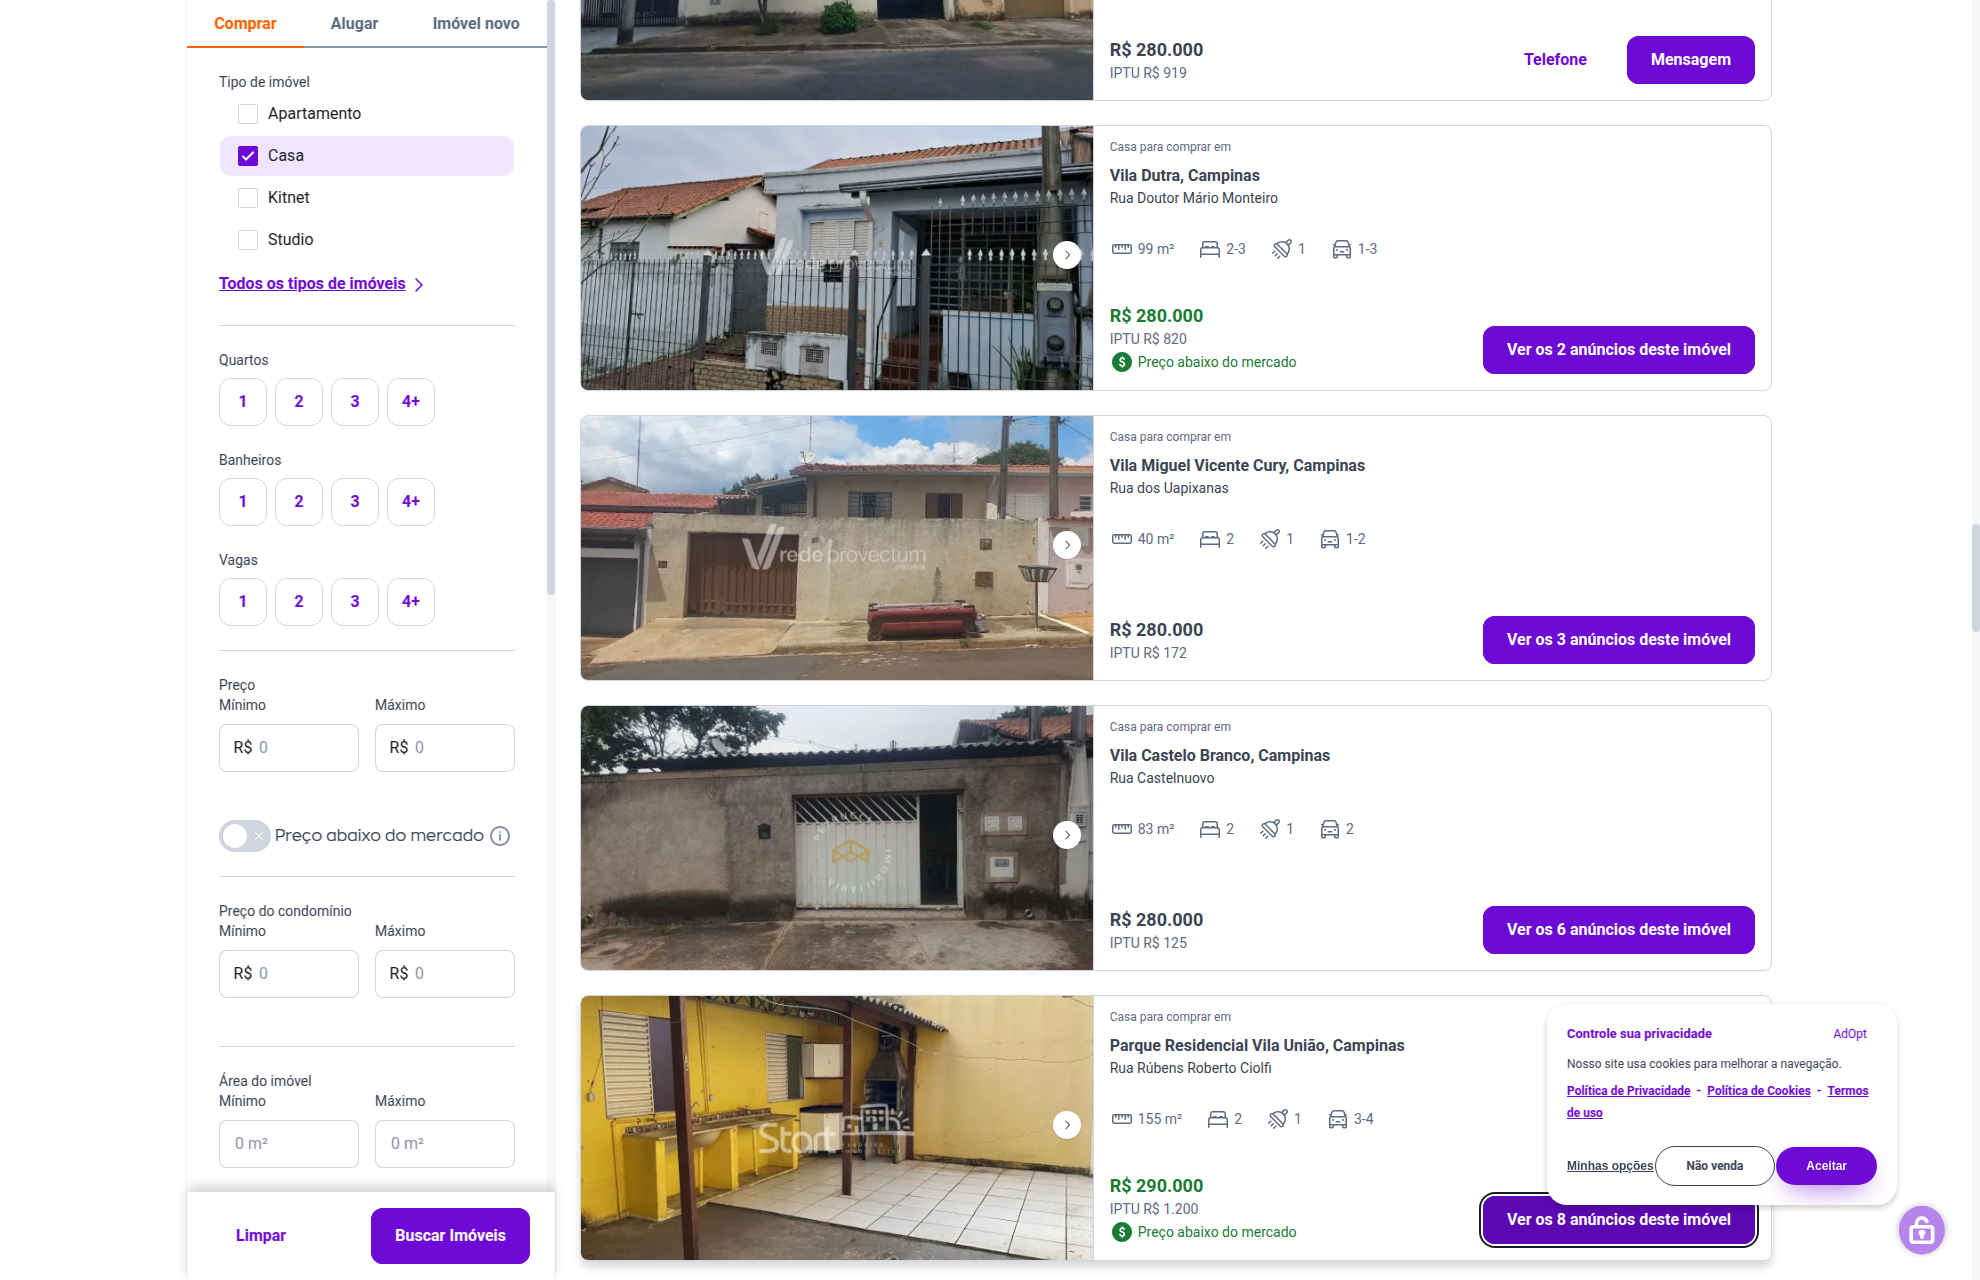 Comprar
Alugar
Imóvel novo
Tipo de imóvel
Apartamento
Casa
Kitnet
Studio
Todos os tipos de imóveis
Quartos
1
2
3
4+
Banheiros
1
2
3
4+
Vagas
1
2
3
4+
Preço
Mínimo
Máximo
R$ 0
R$ 0
Preço abaixo do mercado
Preço do condomínio
Mínimo
Máximo
R$ 0
R$ 0
Área do imóvel
Mínimo
Máximo
0 m²
0 m²
Limpar
Buscar Imóveis
R$ 280.000
IPTU R$ 919
Telefone
Mensagem
rede provectum
Casa para comprar em
Vila Dutra, Campinas
Rua Doutor Mário Monteiro
99 m²
2-3
1
1-3
R$ 280.000
IPTU R$ 820
Preço abaixo do mercado
Ver os 2 anúncios deste imóvel
rede provectum
Casa para comprar em
Vila Miguel Vicente Cury, Campinas
Rua dos Uapixanas
40 m²
2
1
1-2
R$ 280.000
IPTU R$ 172
Ver os 3 anúncios deste imóvel
PETRUCCI
IMOBILIÁRIA
Casa para comprar em
Vila Castelo Branco, Campinas
Rua Castelnuovo
83 m²
2
1
2
R$ 280.000
IPTU R$ 125
Ver os 6 anúncios deste imóvel
Start
Casa para comprar em
Parque Residencial Vila União, Campinas
Rua Rúbens Roberto Ciolfi
155 m²
2
1
3-4
R$ 290.000
IPTU R$ 1.200
Preço abaixo do mercado
Ver os 8 anúncios deste imóvel
Controle sua privacidade
AdOpt
Nosso site usa cookies para melhorar a navegação.
Política de Privacidade - Política de Cookies - Termos
de uso
Minhas opções
Não venda
Aceitar